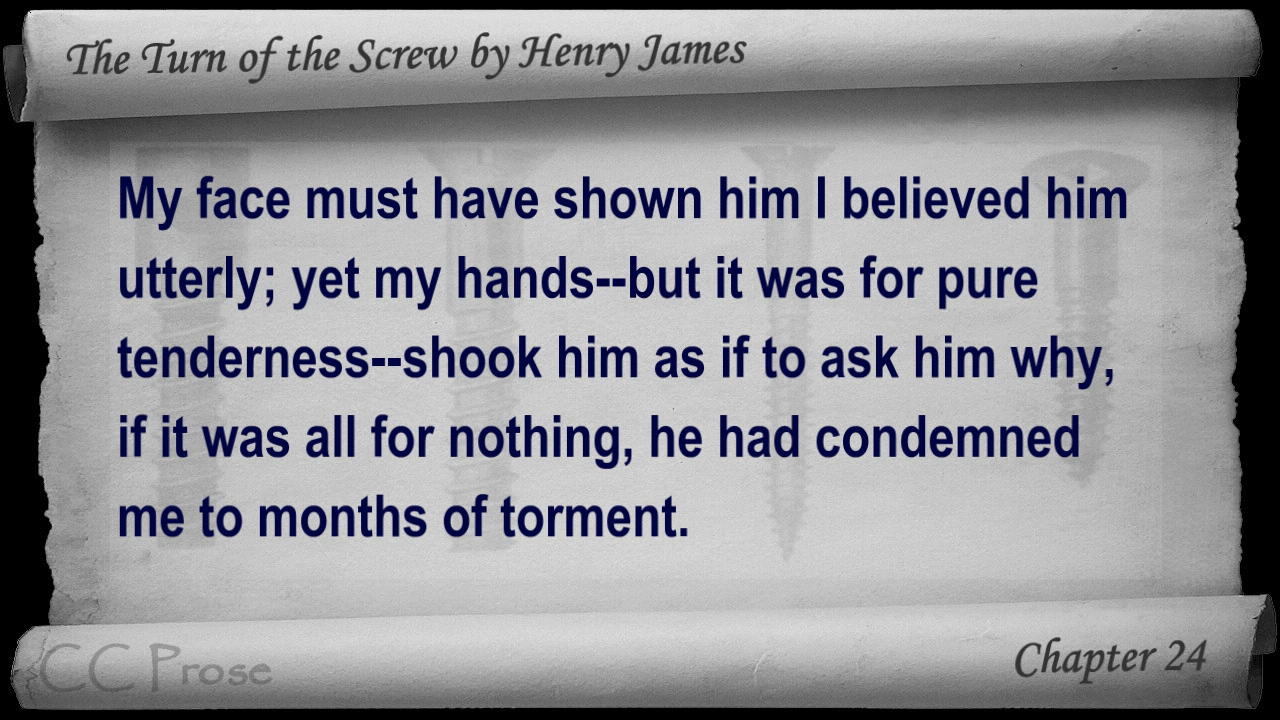 The Turn of the Screw by Henry James
My face must have shown him I believed him
utterly; yet my hands--but it was for pure
tenderness--shook him as if to ask him why,
if it was all for nothing, he had condemned
me to months of torment.
CC Prose
Chapter 24